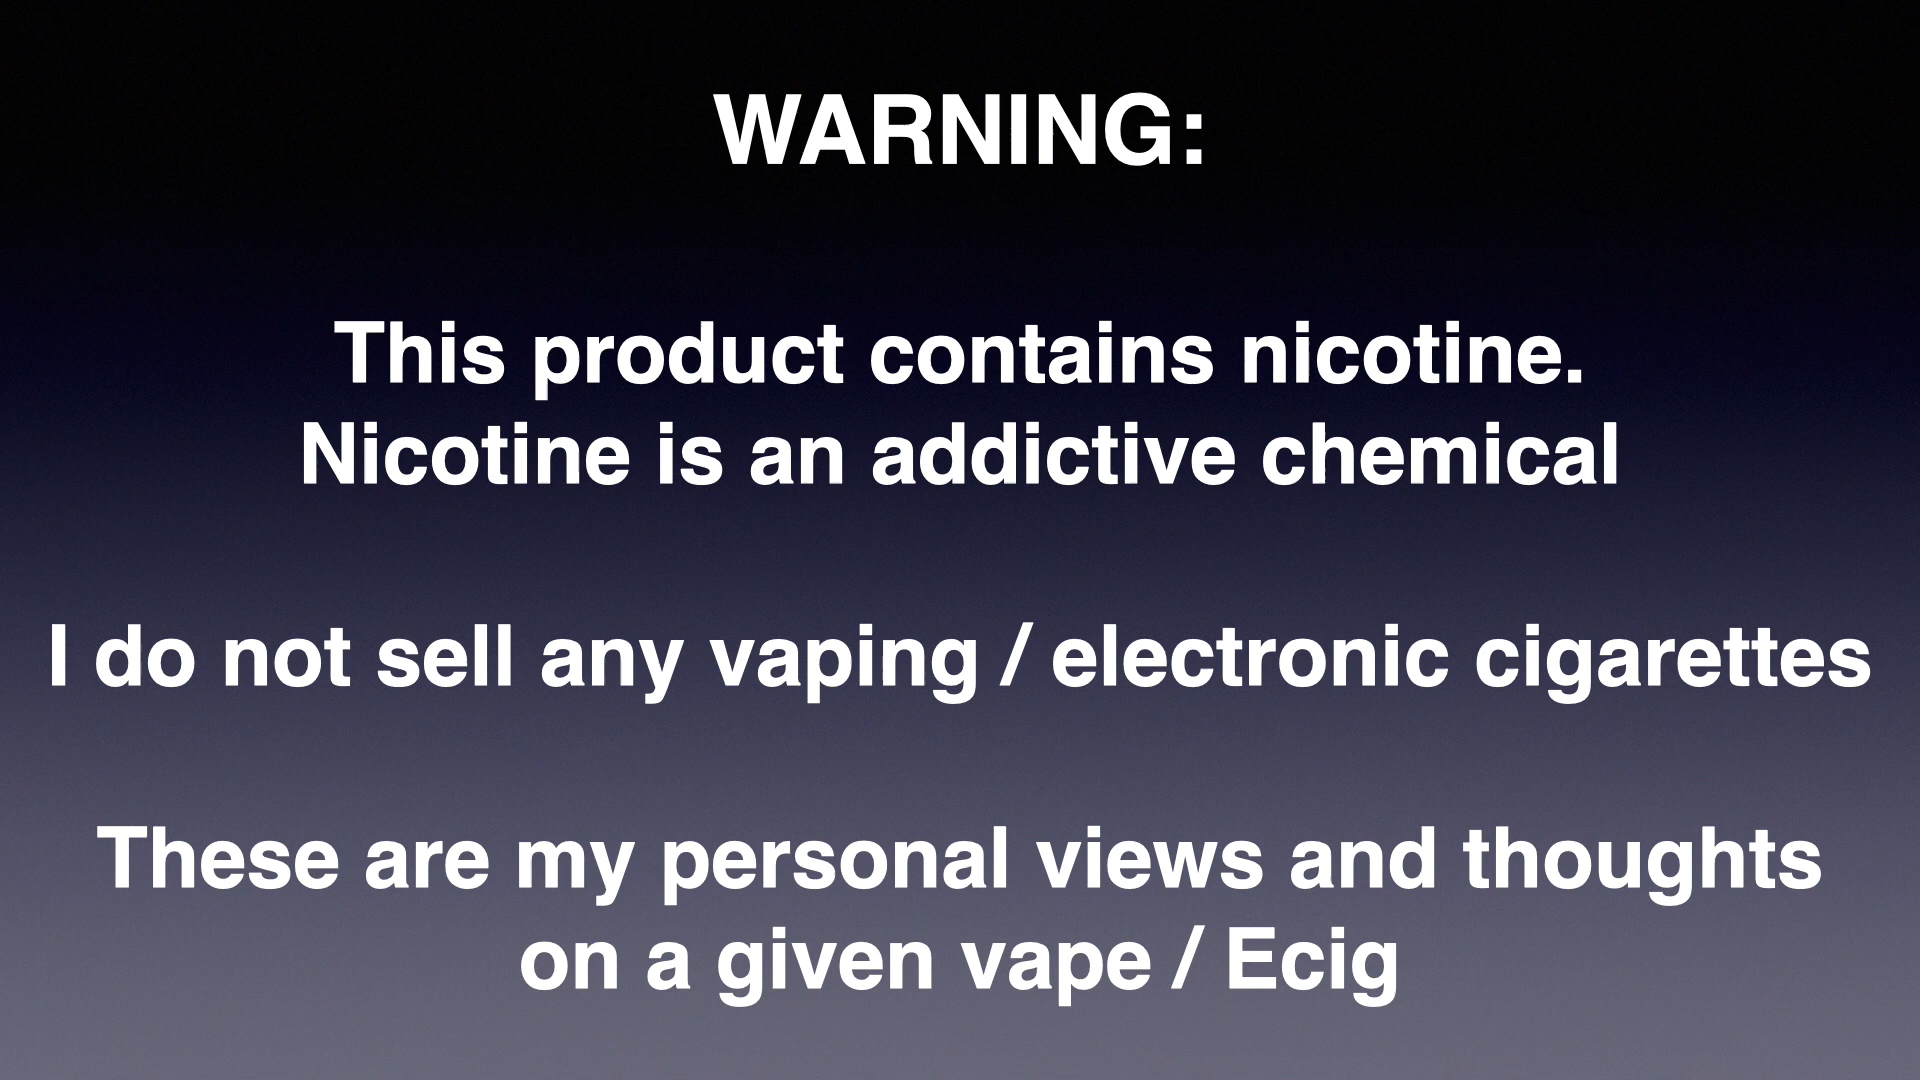 WARNING:
This product contains nicotine.
Nicotine is an addictive chemical
I do not sell any vaping / electronic cigarettes
These are my personal views and thoughts
on a given vape / Ecig